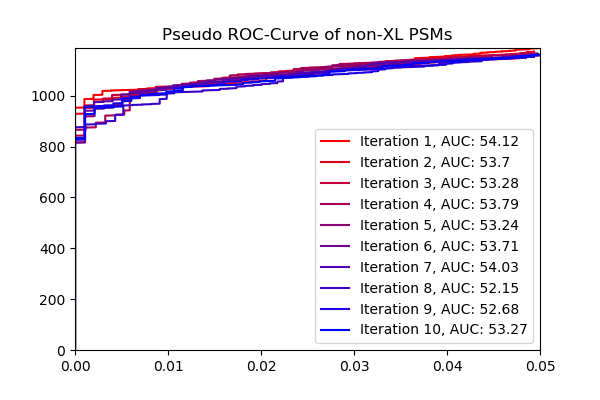 Pseudo ROC-Curve of non-XL PSMs
1000
800
600
400
200
0
0.00
0.01
0.02
0.03
0.04
0.05
Iteration 1, AUC: 54.12
Iteration 2, AUC: 53.7
Iteration 3, AUC: 53.28
Iteration 4, AUC: 53.79
Iteration 5, AUC: 53.24
Iteration 6, AUC: 53.71
Iteration 7, AUC: 54.03
Iteration 8, AUC: 52.15
Iteration 9, AUC: 52.68
Iteration 10, AUC: 53.27